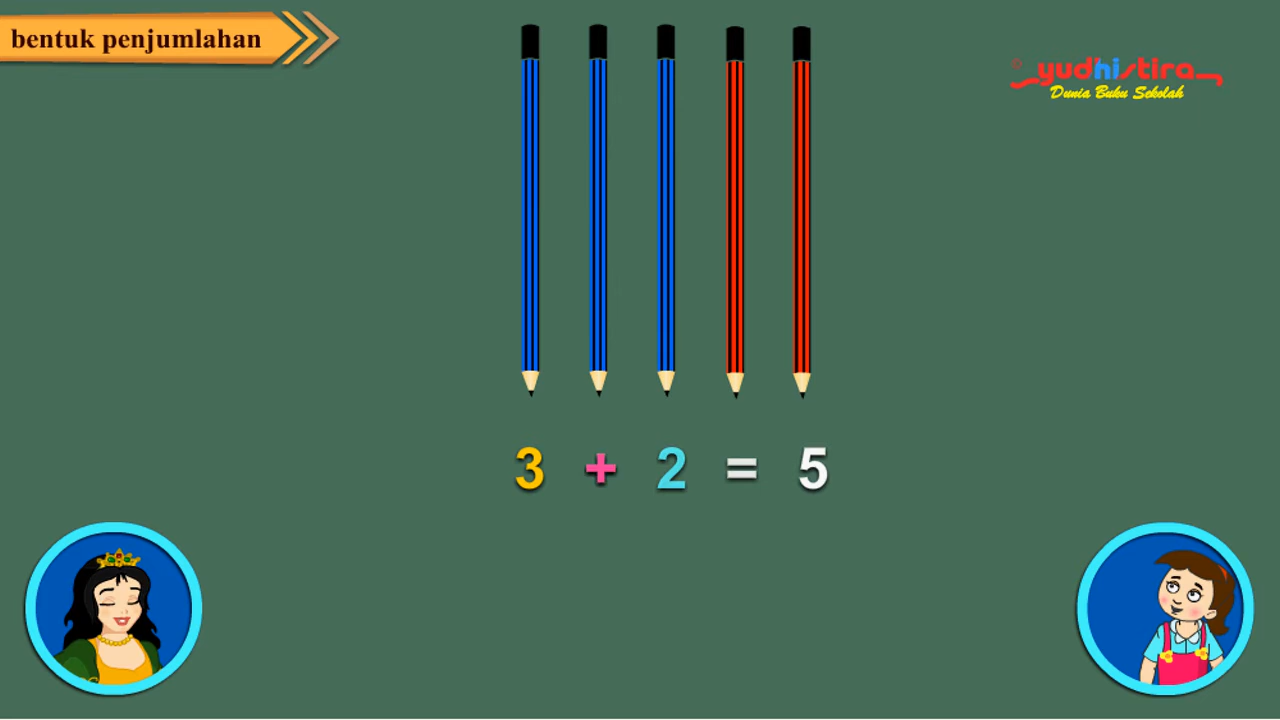 bentuk penjumlahan
yudhistira
Dunia Buku Sekolah
3 + 2 = 5